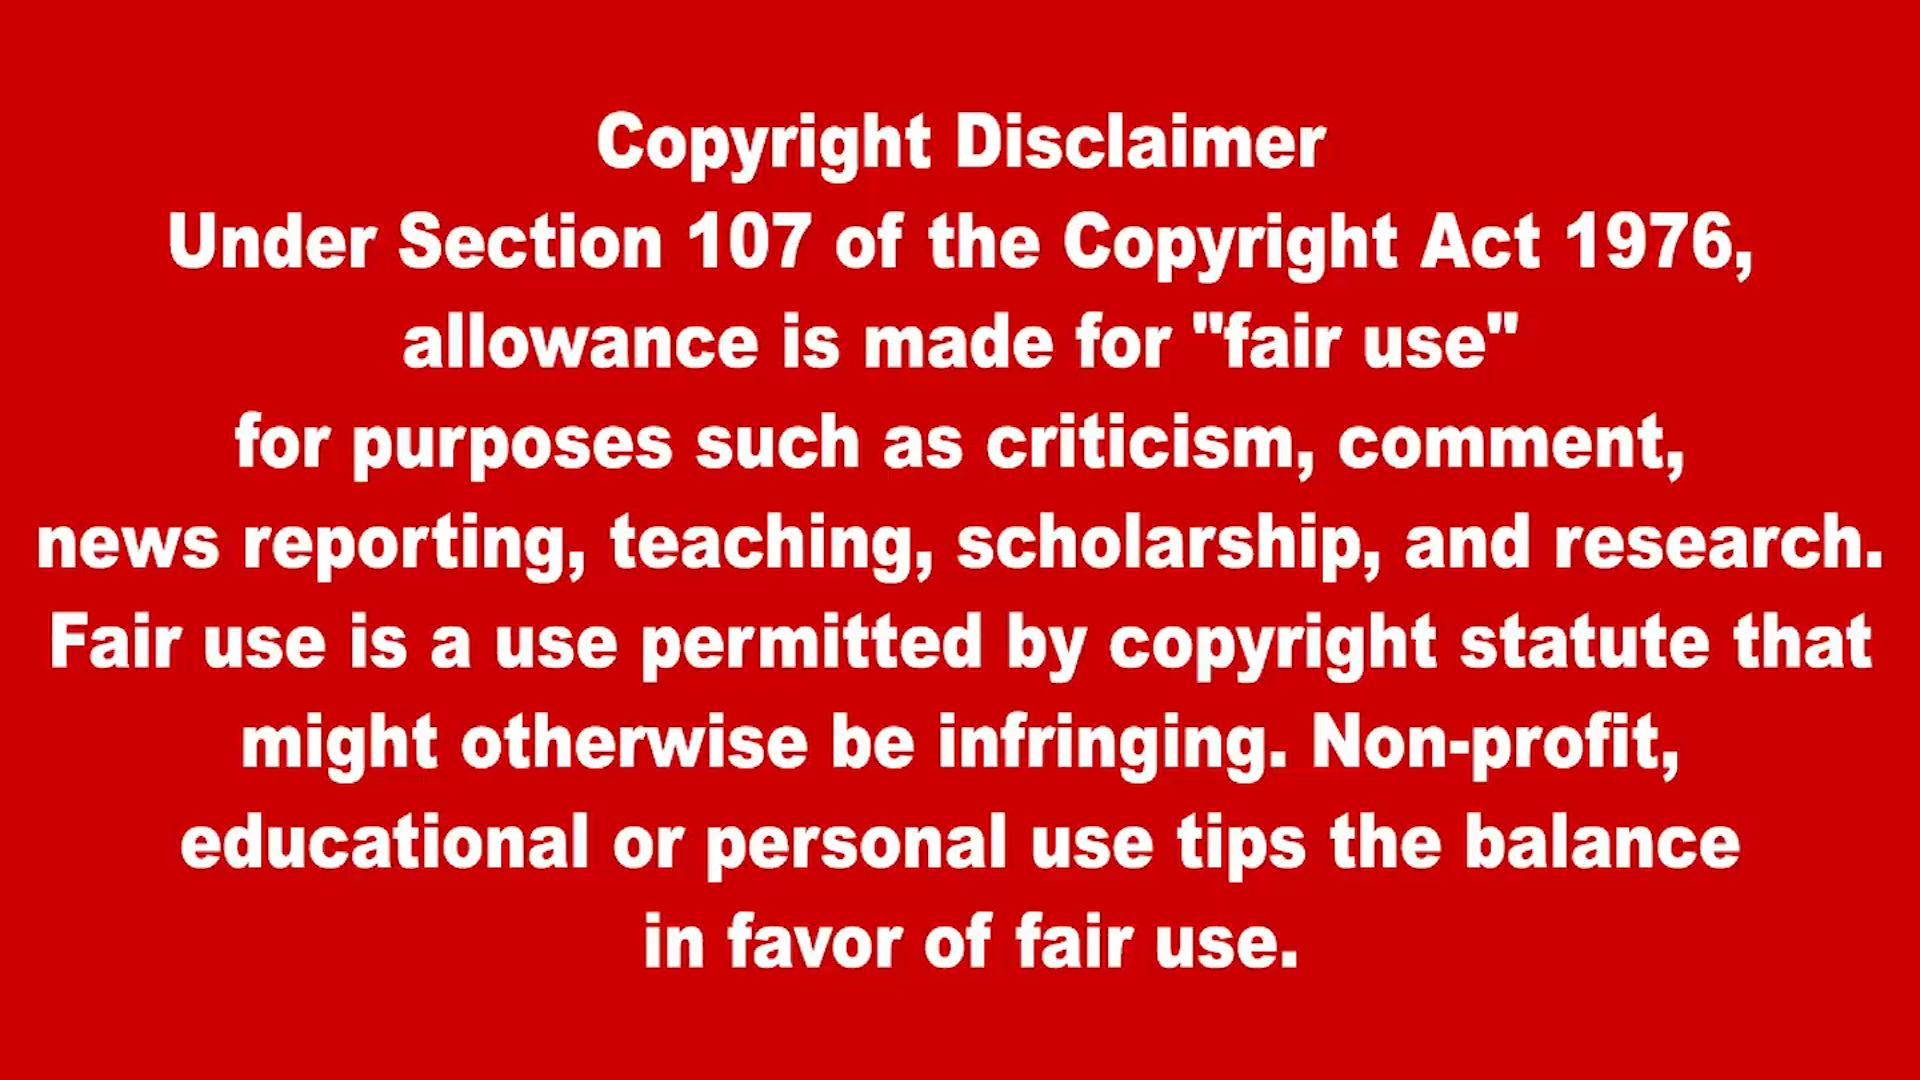 Copyright Disclaimer
Under Section 107 of the Copyright Act 1976,
allowance is made for "fair use"
for purposes such as criticism, comment,
news reporting, teaching, scholarship, and research.
Fair use is a use permitted by copyright statute that
might otherwise be infringing. Non-profit,
educational or personal use tips the balance
in favor of fair use.